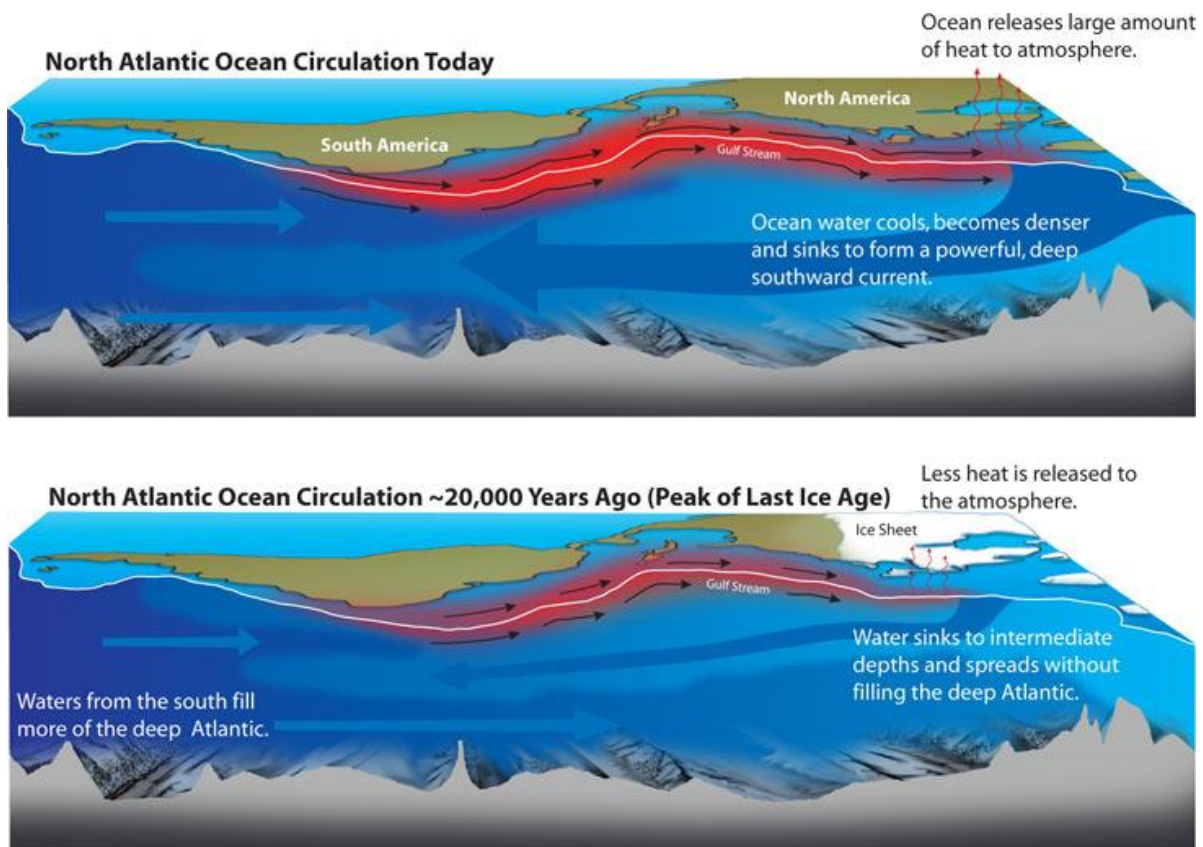 Ocean releases large amount
of heat to atmosphere.
North Atlantic Ocean Circulation Today
North America
South America
Gulf Stream
Ocean water cools, becomes denser
and sinks to form a powerful, deep
southward current.
Less heat is released to
the atmosphere.
North Atlantic Ocean Circulation ~20,000 Years Ago (Peak of Last Ice Age)
Ice Sheet
Gulf Stream
Water sinks to intermediate
depths and spreads without
filling the deep Atlantic.
Waters from the south fill
more of the deep Atlantic.